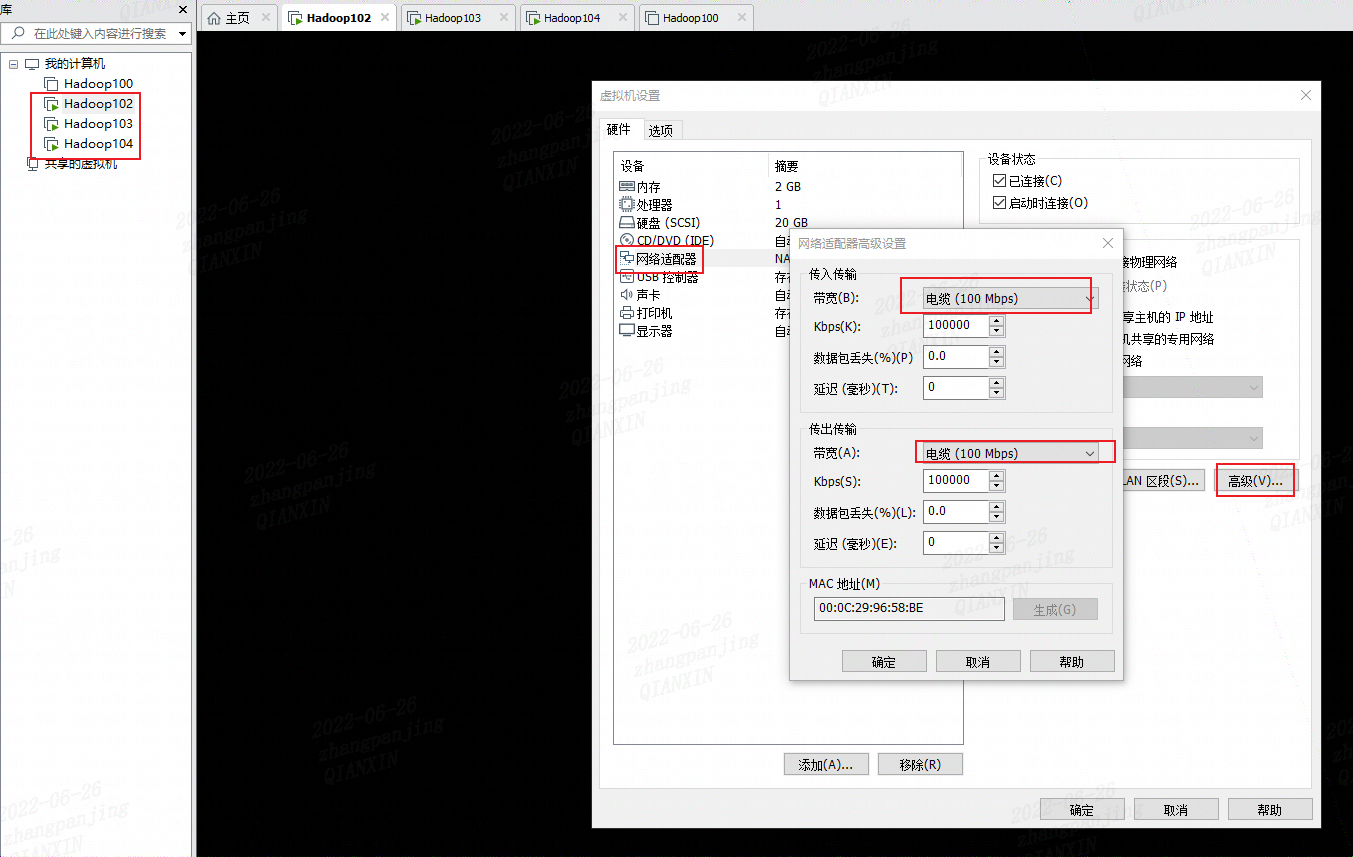 库
主页
Hadoop102
Hadoop103
Hadoop104
Hadoop100
在此处键入内容进行搜索
我的计算机
Hadoop100
Hadoop102
Hadoop103
Hadoop104
共享的虚拟机
虚拟机设置
硬件
选项
设备 摘要
内存 2 GB
处理器 1
硬盘 (SCSI) 20 GB
CD/DVD (IDE) 自动
网络适配器 NA
USB 控制器 存在
声卡 自动
打印机 存在
显示器 自动
添加(A)...
移除(R)
设备状态
已连接(C)
启动时连接(O)
物理网络
状态(P)
享主机的 IP 地址
机共享的专用网络
网络
LAN 区段(S)...
高级(V)...
确定
取消
帮助
网络适配器高级设置
传入传输
带宽(B): 电缆 (100 Mbps)
Kbps(K): 100000
数据包丢失(%)(P) 0.0
延迟 (毫秒)(T): 0
传出传输
带宽(A): 电缆 (100 Mbps)
Kbps(S): 100000
数据包丢失(%)(L): 0.0
延迟 (毫秒)(E): 0
MAC 地址(M)
00:0C:29:96:58:BE
生成(G)
确定
取消
帮助
2022-06-26
zhangpanjing
QIANXIN